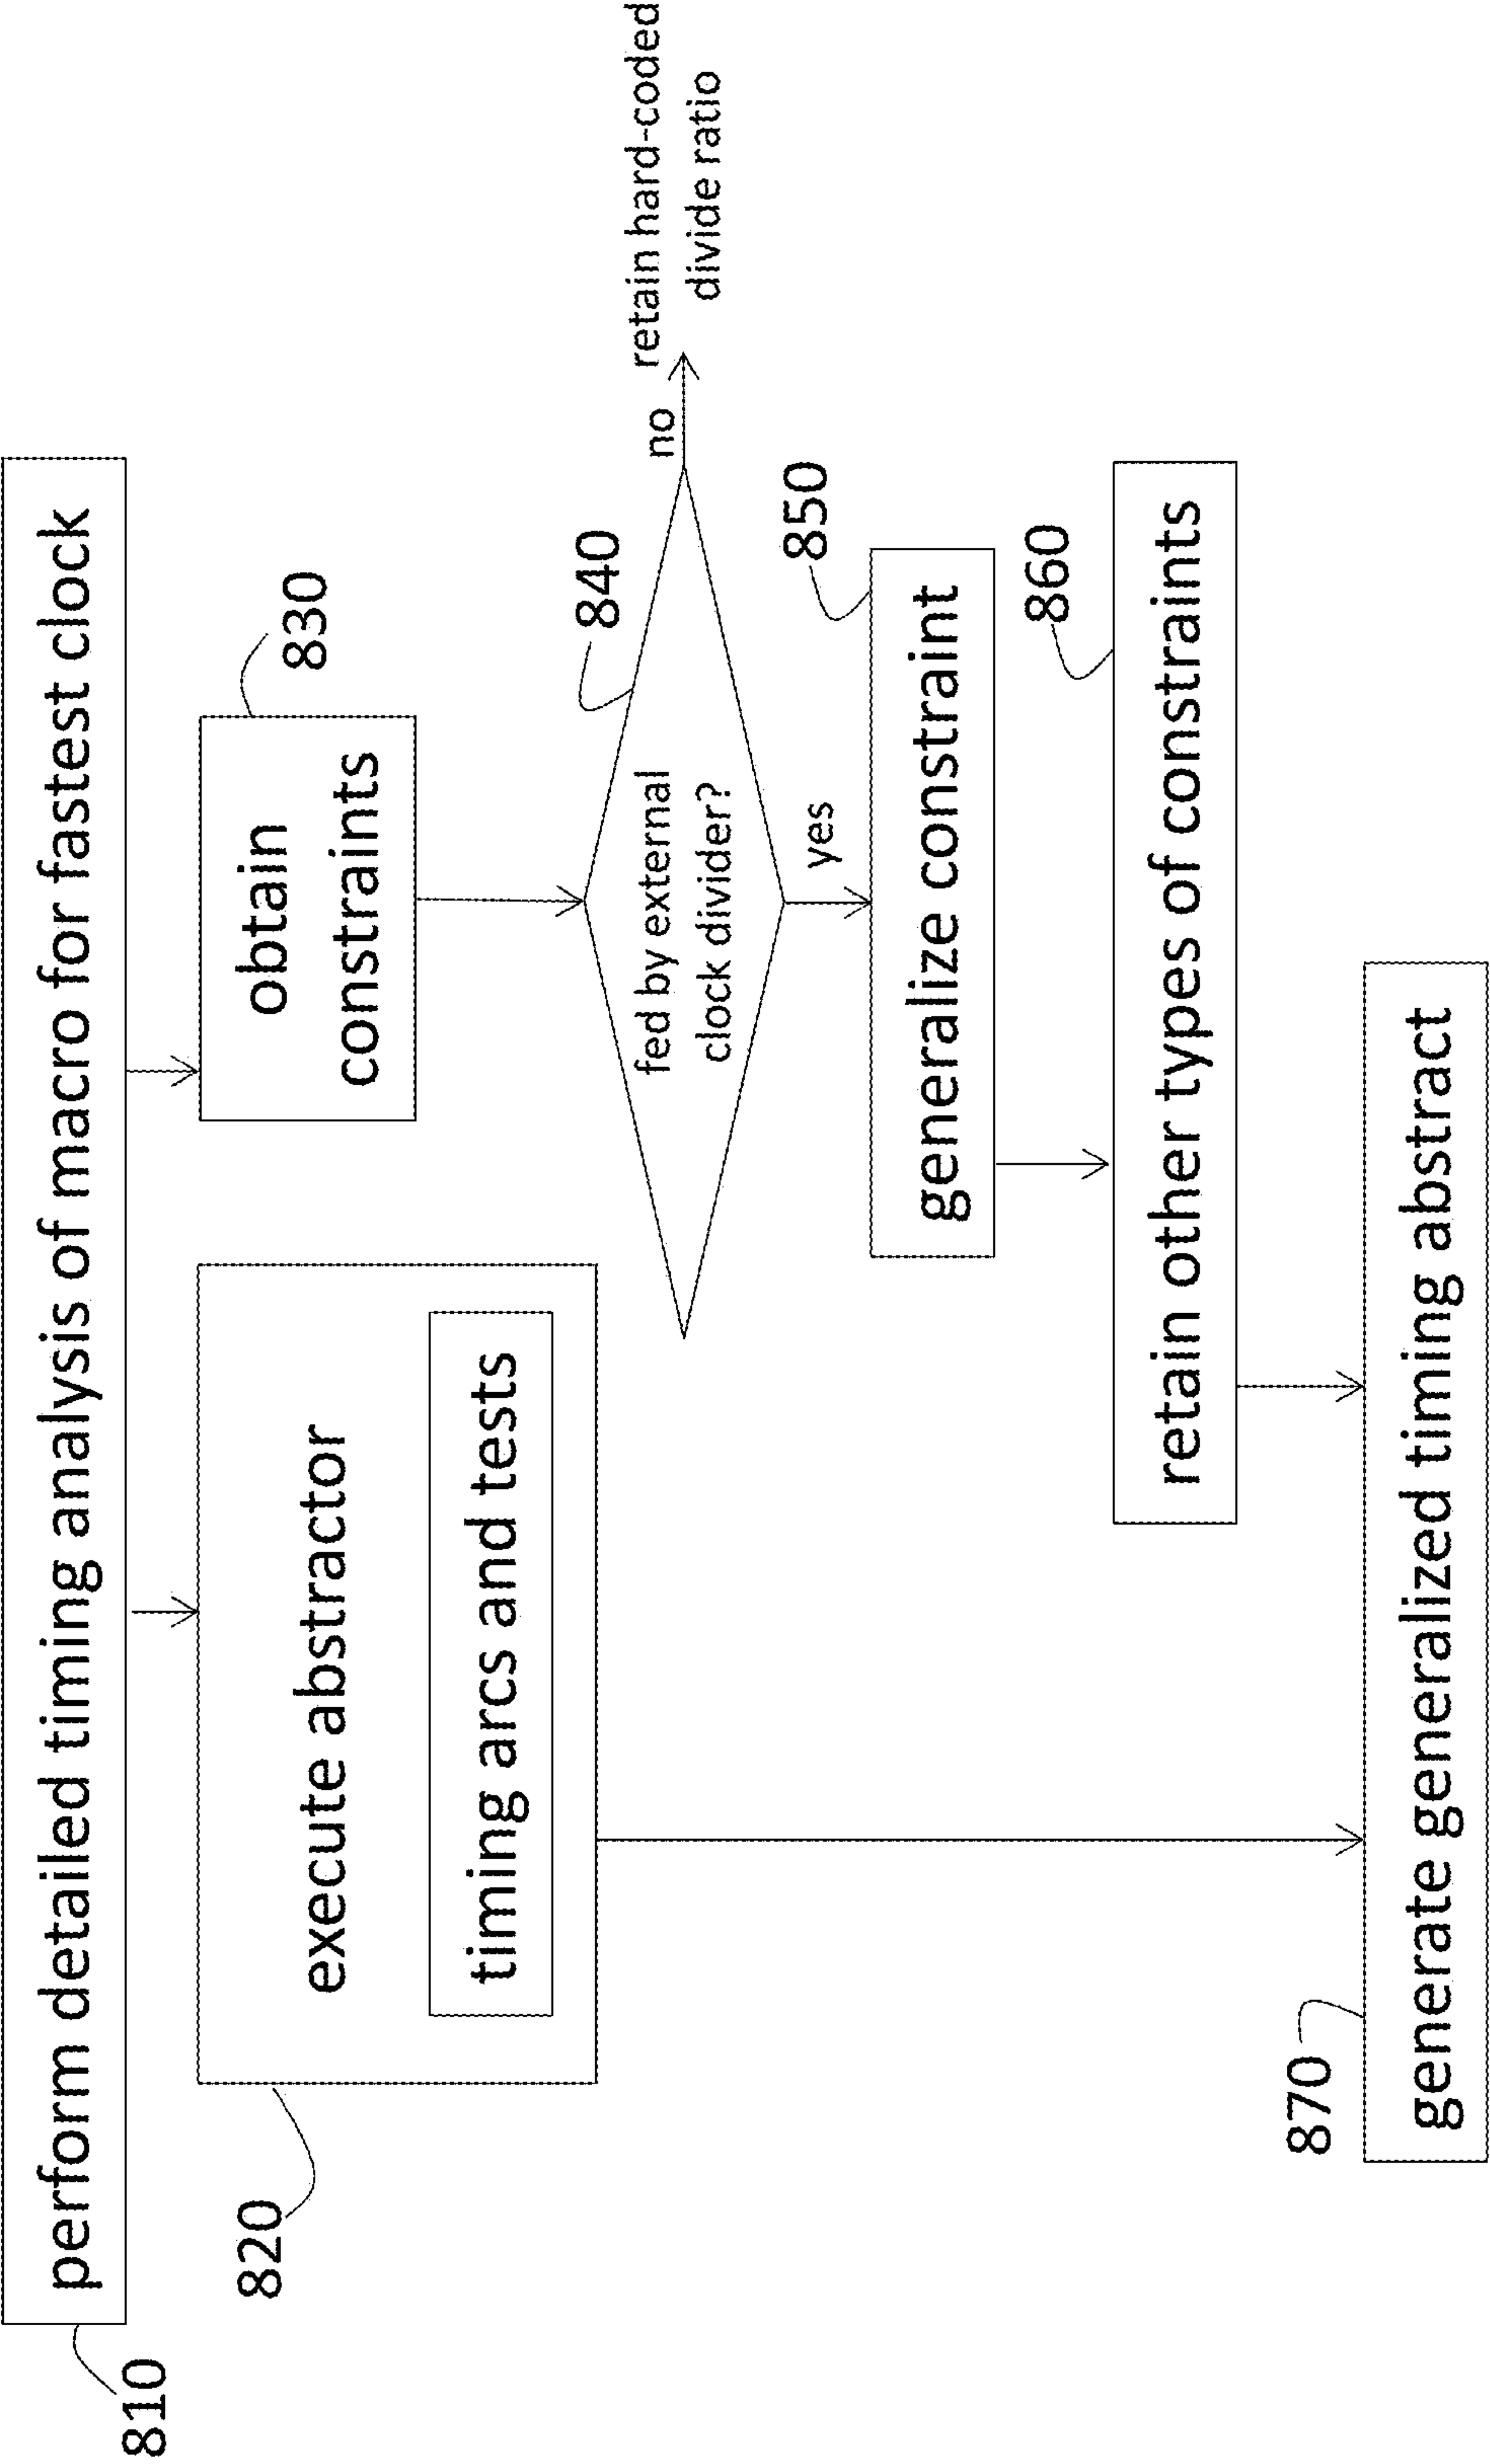 810
perform detailed timing analysis of macro for fastest clock
820
execute abstractor
timing arcs and tests
830
obtain
constraints
840
fed by external
clock divider?
no
retain hard-coded
divide ratio
yes
850
generalize constraint
860
retain other types of constraints
870
generate generalized timing abstract